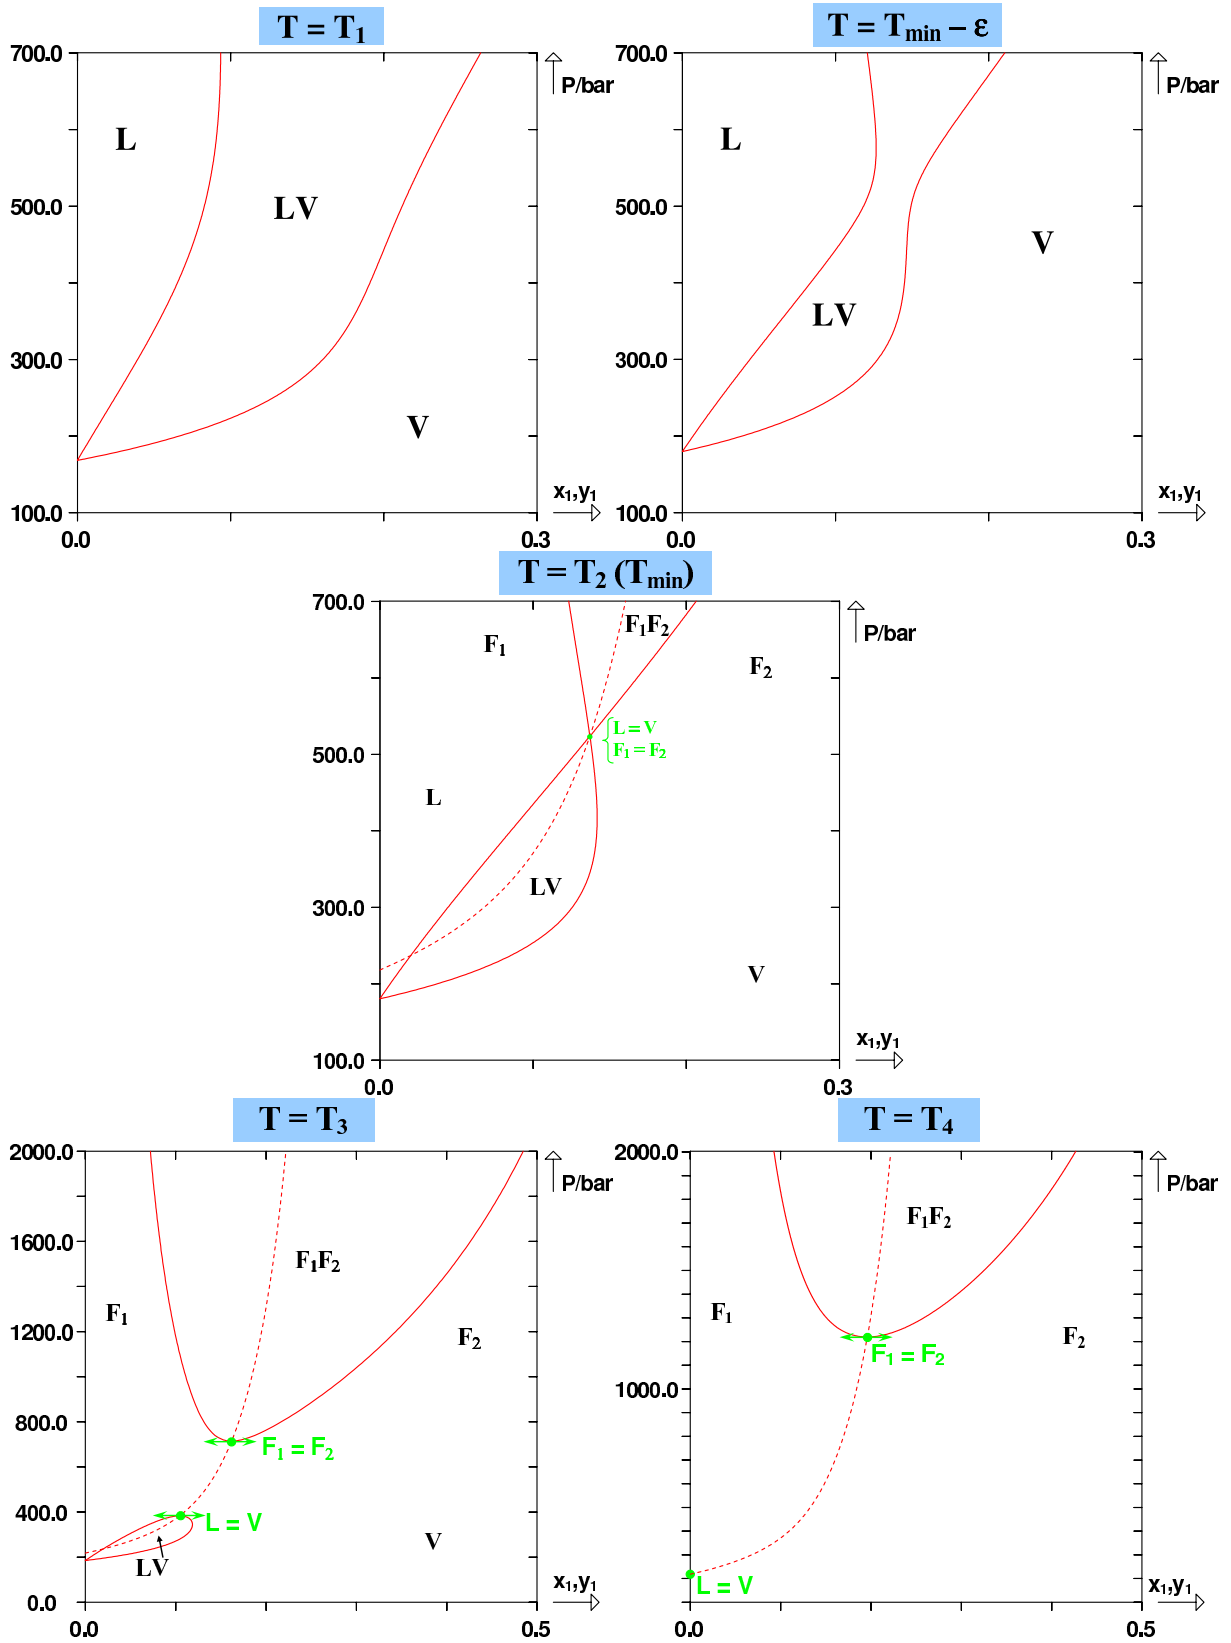 T = T₁
T = Tmin – ε
700.0
P/bar
L
LV
500.0
300.0
V
x₁,y₁
100.0
0.0
0.3
700.0
P/bar
L
500.0
V
LV
300.0
x₁,y₁
100.0
0.0
0.3
T = T₂ (Tmin)
700.0
F₁F₂
P/bar
F₁
F₂
L = V
500.0
F₁ = F₂
L
LV
300.0
V
x₁,y₁
100.0
0.0
0.3
T = T₃
2000.0
P/bar
1600.0
F₁F₂
F₁
1200.0
F₂
800.0
F₁ = F₂
400.0
L = V
V
LV
x₁,y₁
0.0
0.0
0.5
T = T₄
2000.0
P/bar
F₁F₂
F₁
F₂
F₁ = F₂
1000.0
L = V
x₁,y₁
0.0
0.5